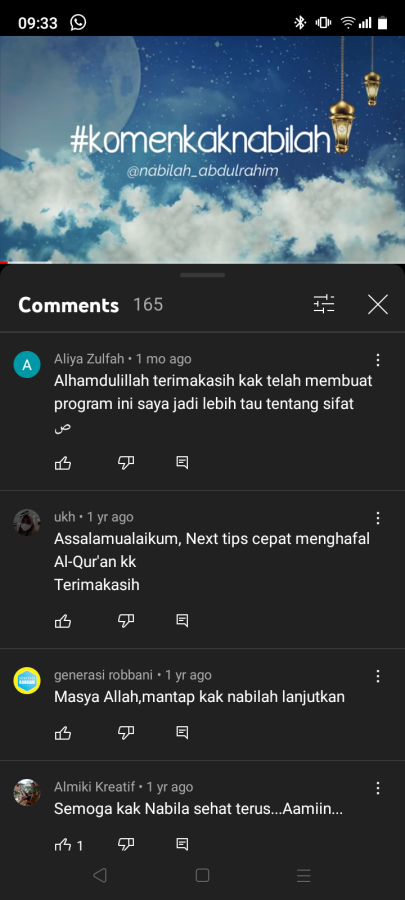 09:33
#komenkaknabilah
@nabilah_abdulrahim
Comments 165
Aliya Zulfah • 1 mo ago
Alhamdulillah terimakasih kak telah membuat
program ini saya jadi lebih tau tentang sifat
ص
ukh • 1 yr ago
Assalamualaikum, Next tips cepat menghafal
Al-Qur'an kk
Terimakasih
generasi robbani • 1 yr ago
Masya Allah,mantap kak nabilah lanjutkan
Almiki Kreatif • 1 yr ago
Semoga kak Nabila sehat terus...Aamiin...
1